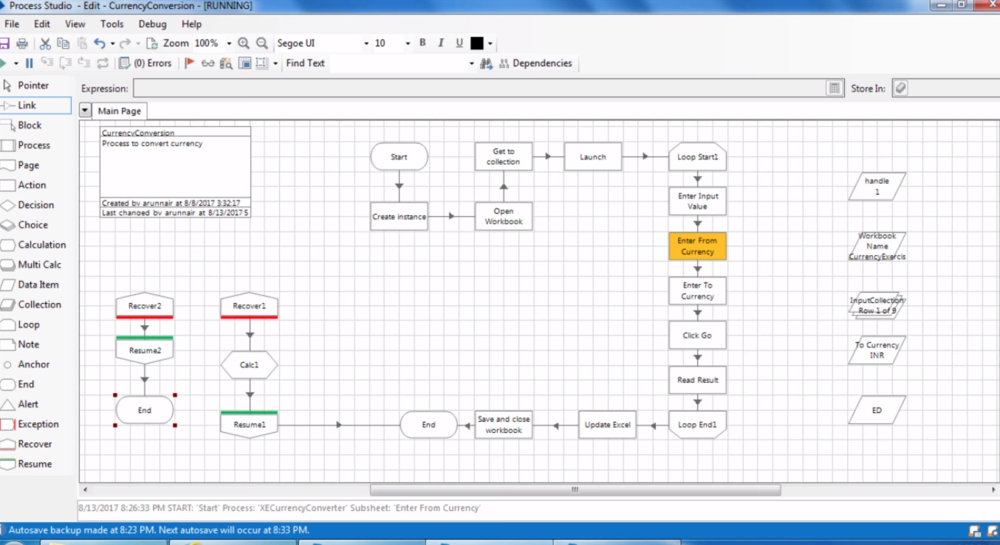 Process Studio - Edit - CurrencyConversion - [RUNNING]
File Edit View Tools Debug Help
Zoom 100% Segoe UI 10 B I U
(0) Errors Find Text Dependencies
Pointer
Link
Block
Process
Page
Action
Decision
Choice
Calculation
Multi Calc
Data Item
Collection
Loop
Note
Anchor
End
Alert
Exception
Recover
Resume
Expression:
Store In:
Main Page
CurrencyConversion
Process to convert currency
Created by arunnair at 8/8/2017 3:32:17
Last changed by arunnair at 8/13/2017 5
Start
Create instance
Open
Workbook
Get to
collection
Launch
Loop Start1
Enter Input
Value
Enter From
Currency
Enter To
Currency
Click Go
Read Result
Loop End1
Update Excel
Save and close
workbook
End
Recover2
Resume2
End
Recover1
Calc1
Resume1
handle
1
Workbook
Name
CurrencyExercis
InputCollection
Row 1 of 9
To Currency
INR
ED
8/13/2017 8:26:33 PM START: 'Start' Process: 'XECurrencyConverter' Subsheet: 'Enter From Currency'
Autosave backup made at 8:23 PM. Next autosave will occur at 8:33 PM.